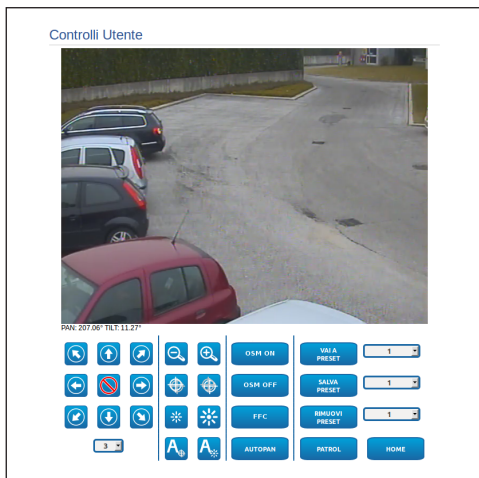 Controlli Utente
PAN: 207.06° TILT: 11.27°
OSM ON
VAI A PRESET
1
OSM OFF
SALVA PRESET
1
FFC
RIMUOVI PRESET
1
3
A
A
AUTOPAN
PATROL
HOME